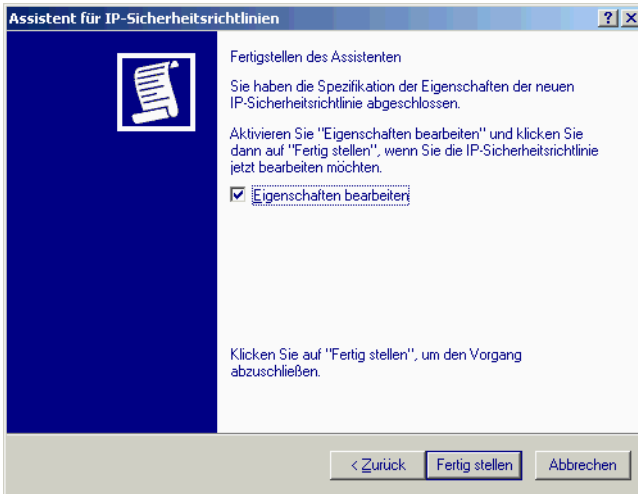 Assistent für IP-Sicherheitsrichtlinien
Fertigstellen des Assistenten
Sie haben die Spezifikation der Eigenschaften der neuen
IP-Sicherheitsrichtlinie abgeschlossen.
Aktivieren Sie "Eigenschaften bearbeiten" und klicken Sie
dann auf "Fertig stellen", wenn Sie die IP-Sicherheitsrichtlinie
jetzt bearbeiten möchten.
Eigenschaften bearbeiten
Klicken Sie auf "Fertig stellen", um den Vorgang
abzuschließen.
< Zurück Fertig stellen Abbrechen